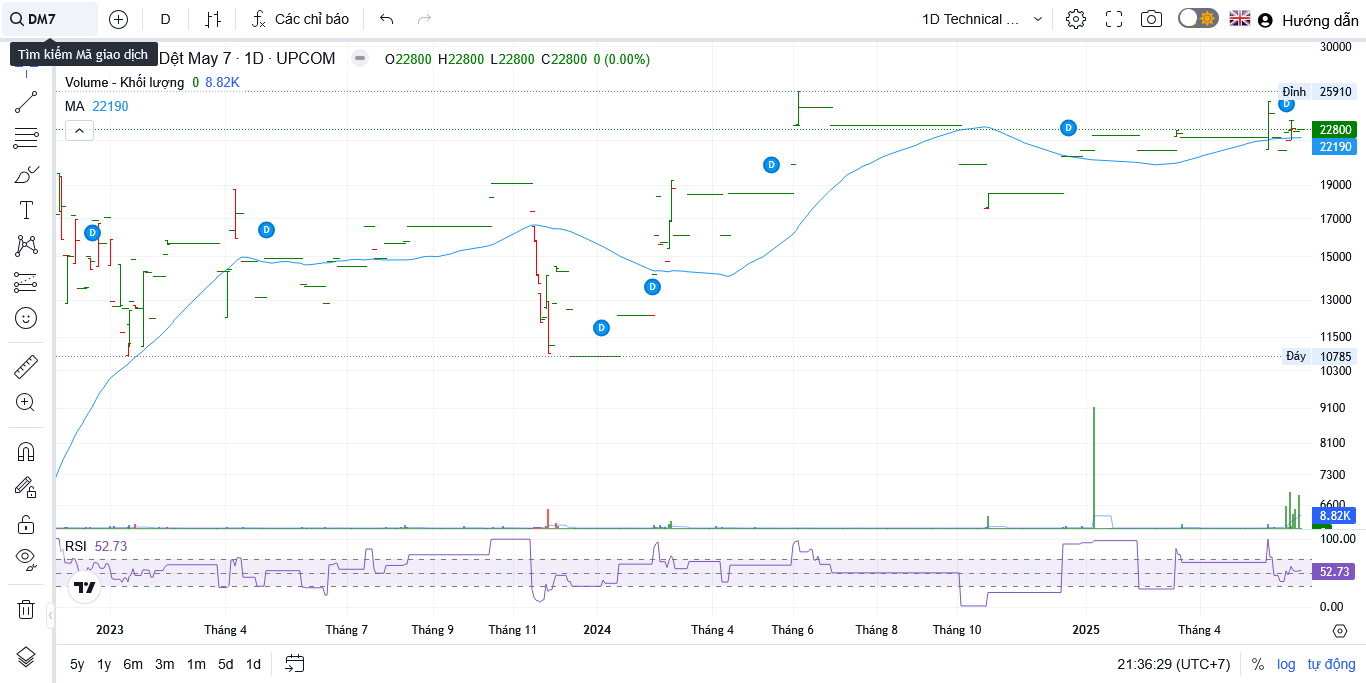 DM7
D
Các chỉ báo
1D Technical ...
Hướng dẫn
Tìm kiếm Mã giao dịch
Dệt May 7 · 1D · UPCOM
O22800 H22800 L22800 C22800 0 (0.00%)
Volume - Khối lượng 0 8.82K
MA 22190
30000
Đỉnh 25910
22800
22190
19000
17000
15000
13000
11500
Đáy 10785
10300
9100
8100
7300
6600
8.82K
D
D
D
D
D
D
D
RSI 52.73
100.00
52.73
0.00
2023 Tháng 4 Tháng 7 Tháng 9 Tháng 11 2024 Tháng 4 Tháng 6 Tháng 8 Tháng 10 2025 Tháng 4
5y 1y 6m 3m 1m 5d 1d
21:36:29 (UTC+7) % log tự động